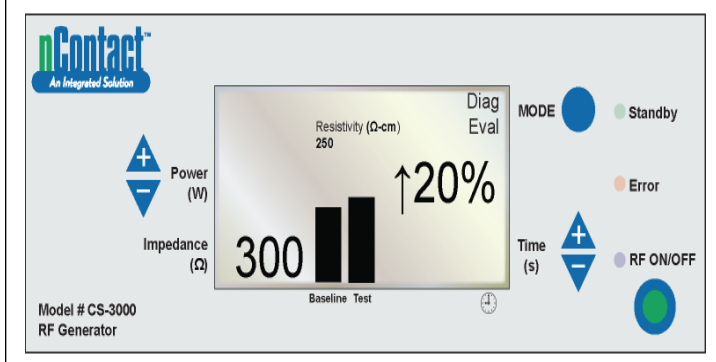 nContact™
An Integrated Solution
Power
(W)
Impedance
(Ω)
Model # CS-3000
RF Generator
Diag
Eval
Resistivity (Ω-cm)
250
↑20%
300
Baseline Test
MODE
Time
(s)
Standby
Error
RF ON/OFF